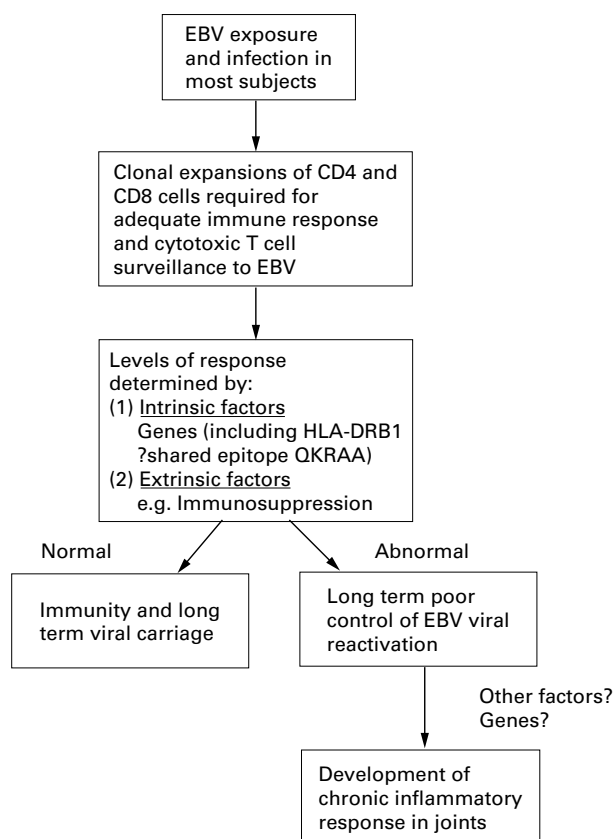 EBV exposure
and infection in
most subjects
Clonal expansions of CD4 and
CD8 cells required for
adequate immune response
and cytotoxic T cell
surveillance to EBV
Levels of response
determined by:
(1) Intrinsic factors
Genes (including HLA-DRB1
?shared epitope QKRAA)
(2) Extrinsic factors
e.g. Immunosuppression
Normal
Abnormal
Immunity and long
term viral carriage
Long term poor
control of EBV viral
reactivation
Other factors?
Genes?
Development of
chronic inflammatory
response in joints